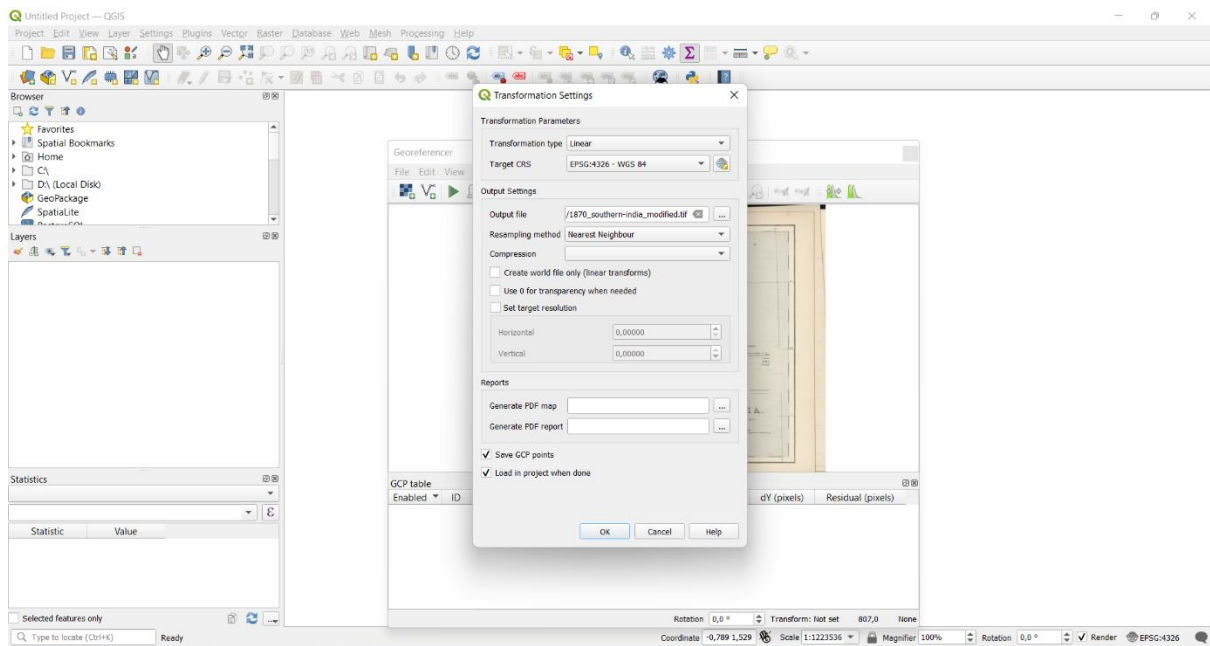 Untitled Project — QGIS
Project Edit View Layer Settings Plugins Vector Raster Database Web Mesh Processing Help
Browser
Favorites
Spatial Bookmarks
Home
C:\
D:\ (Local Disk)
GeoPackage
SpatiaLite
PostgreSQL
Layers
Statistics
Statistic Value
Selected features only
Type to locate (Ctrl+K) Ready
Georeferencer
File Edit View
GCP table
Enabled ID dY (pixels) Residual (pixels)
Rotation 0,0 ° Transform: Not set 807,0 None
Transformation Settings
Transformation Parameters
Transformation type Linear
Target CRS EPSG:4326 - WGS 84
Output Settings
Output file /1870_southern-india_modified.tif
Resampling method Nearest Neighbour
Compression
Create world file only (linear transforms)
Use 0 for transparency when needed
Set target resolution
Horizontal 0,00000
Vertical 0,00000
Reports
Generate PDF map
Generate PDF report
Save GCP points
Load in project when done
OK Cancel Help
Coordinate -0,789 1,529 Scale 1:1223536 Magnifier 100% Rotation 0,0 ° Render EPSG:4326